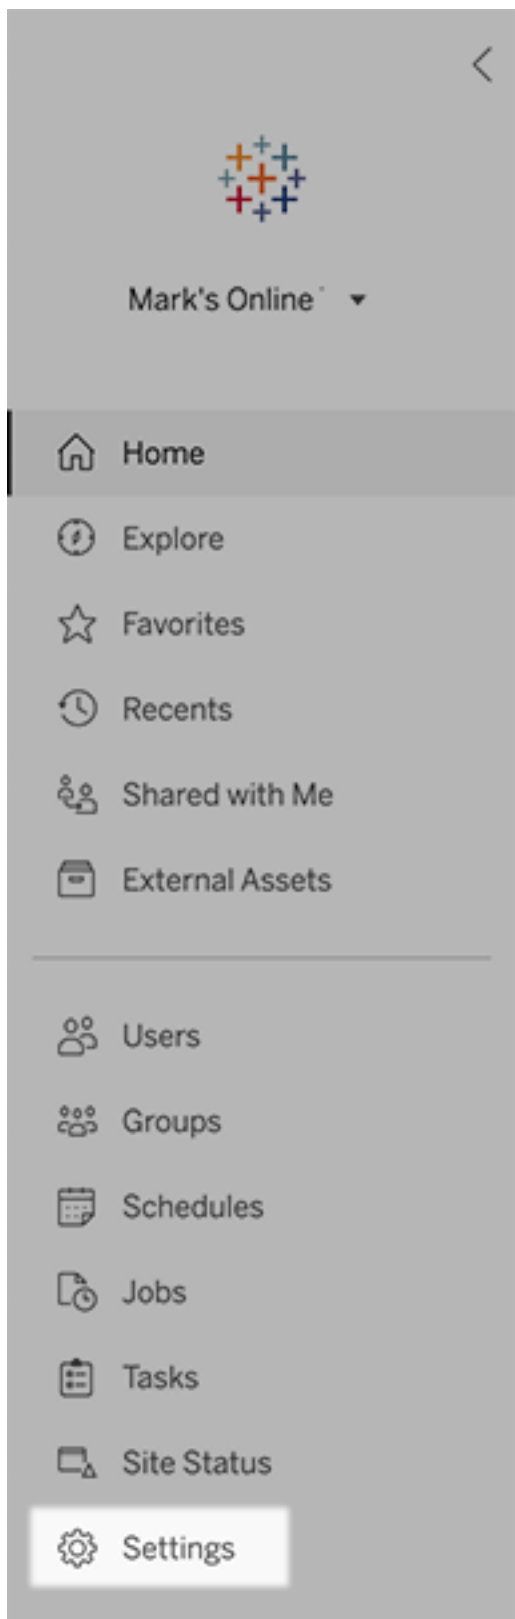 Mark's Online
Home
Explore
Favorites
Recents
Shared with Me
External Assets
Users
Groups
Schedules
Jobs
Tasks
Site Status
Settings